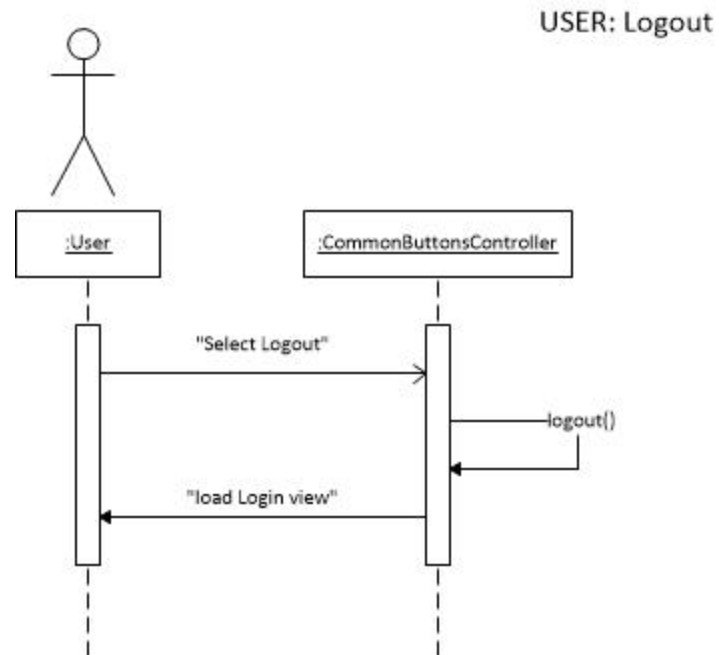 USER: Logout
:User
:CommonButtonsController
"Select Logout"
logout()
"load Login view"